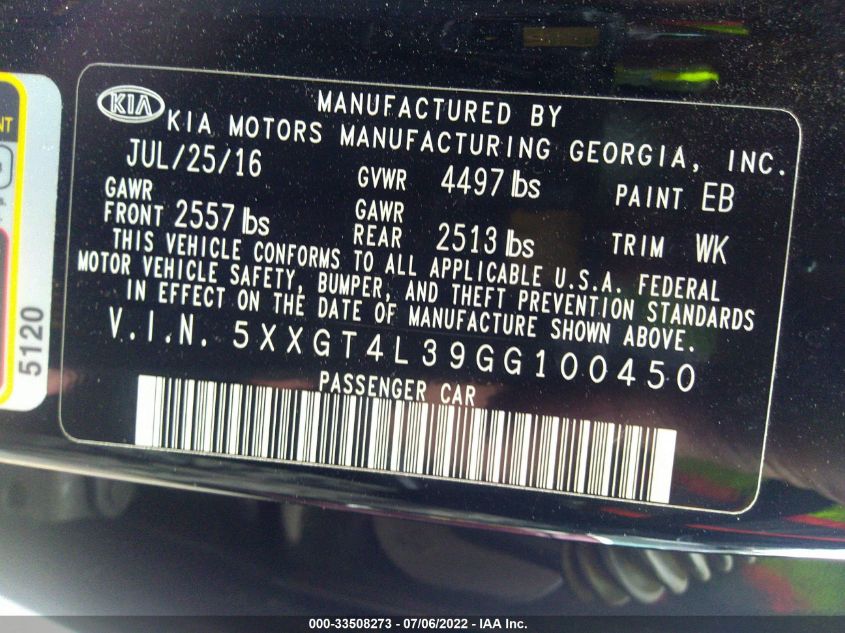 KIA
MANUFACTURED BY
KIA MOTORS MANUFACTURING GEORGIA, INC.
JUL/25/16 GVWR 4497 lbs PAINT EB
GAWR FRONT 2557 lbs GAWR REAR 2513 lbs TRIM WK
THIS VEHICLE CONFORMS TO ALL APPLICABLE U.S.A. FEDERAL
MOTOR VEHICLE SAFETY, BUMPER, AND THEFT PREVENTION STANDARDS
IN EFFECT ON THE DATE OF MANUFACTURE SHOWN ABOVE.
V.I.N. 5XXGT4L39GG100450
PASSENGER CAR
5120
000-33508273 - 07/06/2022 - IAA Inc.